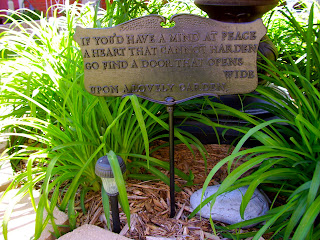 IF YOU'D HAVE A MIND AT PEACE
A HEART THAT CANNOT HARDEN
GO FIND A DOOR THAT OPENS
WIDE
UPON A LOVELY GARDEN